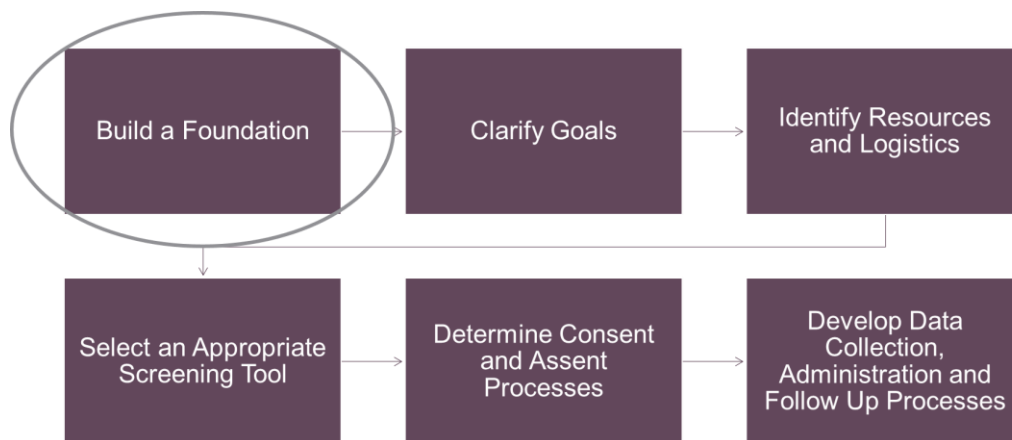 Build a Foundation
Clarify Goals
Identify Resources
and Logistics
Select an Appropriate
Screening Tool
Determine Consent
and Assent
Processes
Develop Data
Collection,
Administration and
Follow Up Processes